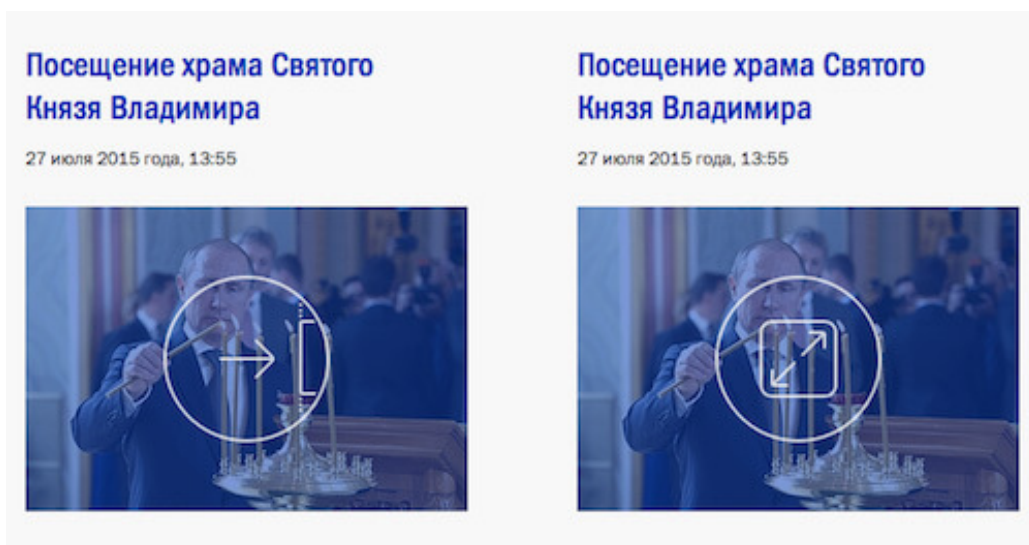 Посещение храма Святого
Князя Владимира
27 июля 2015 года, 13:55
Посещение храма Святого
Князя Владимира
27 июля 2015 года, 13:55